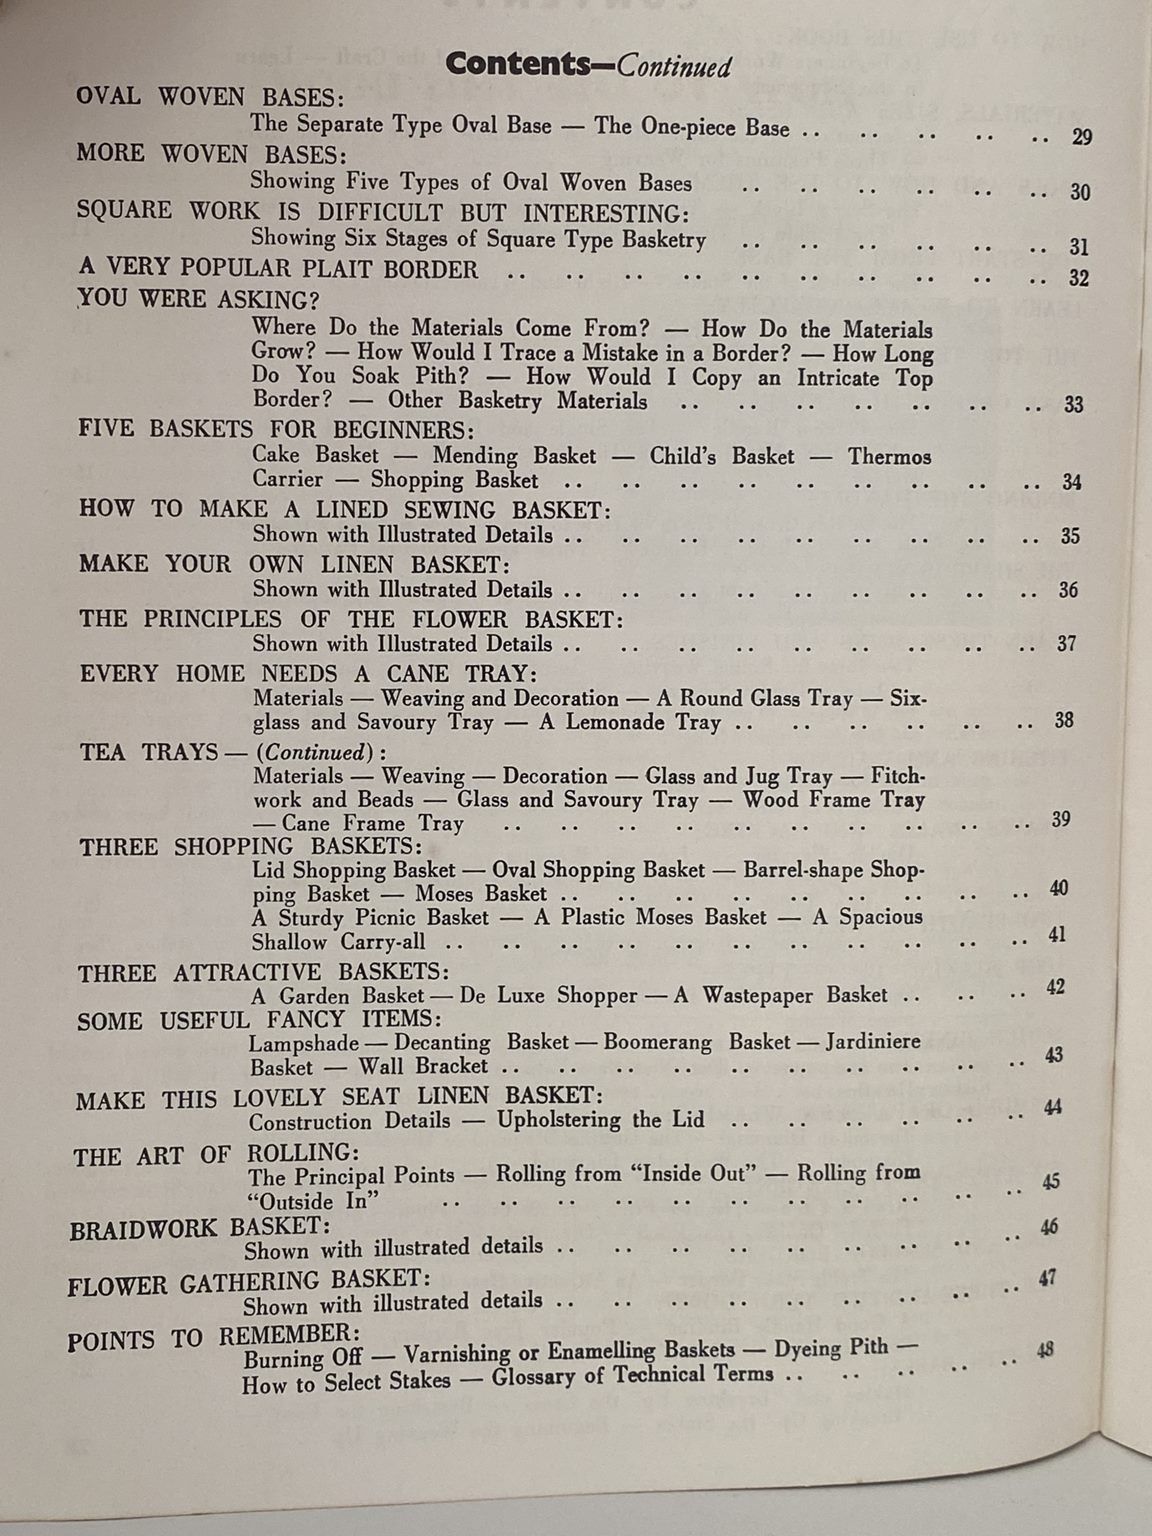 Contents—Continued
OVAL WOVEN BASES:
The Separate Type Oval Base — The One-piece Base .. .. .. .. .. 29
MORE WOVEN BASES:
Showing Five Types of Oval Woven Bases .. .. .. .. .. .. 30
SQUARE WORK IS DIFFICULT BUT INTERESTING:
Showing Six Stages of Square Type Basketry .. .. .. .. .. .. 31
A VERY POPULAR PLAIT BORDER .. .. .. .. .. .. .. .. .. .. 32
YOU WERE ASKING?
Where Do the Materials Come From? — How Do the Materials
Grow? — How Would I Trace a Mistake in a Border? — How Long
Do You Soak Pith? — How Would I Copy an Intricate Top
Border? — Other Basketry Materials .. .. .. .. .. .. .. 33
FIVE BASKETS FOR BEGINNERS:
Cake Basket — Mending Basket — Child's Basket — Thermos
Carrier — Shopping Basket .. .. .. .. .. .. .. .. .. 34
HOW TO MAKE A LINED SEWING BASKET:
Shown with Illustrated Details .. .. .. .. .. .. .. .. .. 35
MAKE YOUR OWN LINEN BASKET:
Shown with Illustrated Details .. .. .. .. .. .. .. .. .. 36
THE PRINCIPLES OF THE FLOWER BASKET:
Shown with Illustrated Details .. .. .. .. .. .. .. .. .. 37
EVERY HOME NEEDS A CANE TRAY:
Materials — Weaving and Decoration — A Round Glass Tray — Six-
glass and Savoury Tray — A Lemonade Tray .. .. .. .. .. .. 38
TEA TRAYS — (Continued) :
Materials — Weaving — Decoration — Glass and Jug Tray — Fitch-
work and Beads — Glass and Savoury Tray — Wood Frame Tray
— Cane Frame Tray .. .. .. .. .. .. .. .. .. .. 39
THREE SHOPPING BASKETS:
Lid Shopping Basket — Oval Shopping Basket — Barrel-shape Shop-
ping Basket — Moses Basket .. .. .. .. .. .. .. .. .. 40
A Sturdy Picnic Basket — A Plastic Moses Basket — A Spacious
Shallow Carry-all .. .. .. .. .. .. .. .. .. .. .. 41
THREE ATTRACTIVE BASKETS:
A Garden Basket — De Luxe Shopper — A Wastepaper Basket .. .. .. 42
SOME USEFUL FANCY ITEMS:
Lampshade — Decanting Basket — Boomerang Basket — Jardiniere
Basket — Wall Bracket .. .. .. .. .. .. .. .. .. .. 43
MAKE THIS LOVELY SEAT LINEN BASKET:
Construction Details — Upholstering the Lid .. .. .. .. .. .. 44
THE ART OF ROLLING:
The Principal Points — Rolling from “Inside Out” — Rolling from
“Outside In” .. .. .. .. .. .. .. .. .. .. .. 45
BRAIDWORK BASKET:
Shown with illustrated details .. .. .. .. .. .. .. .. .. 46
FLOWER GATHERING BASKET:
Shown with illustrated details .. .. .. .. .. .. .. .. .. 47
POINTS TO REMEMBER:
Burning Off — Varnishing or Enamelling Baskets — Dyeing Pith —
How to Select Stakes — Glossary of Technical Terms .. .. .. .. .. 48